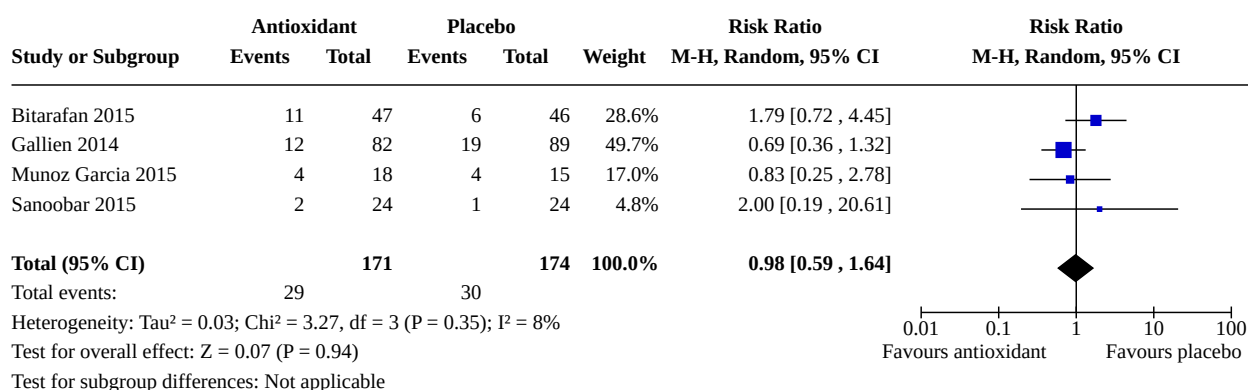 Antioxidant Placebo Risk Ratio Risk Ratio
Study or Subgroup Events Total Events Total Weight M-H, Random, 95% CI M-H, Random, 95% CI
Bitarafan 2015 11 47 6 46 28.6% 1.79 [0.72 , 4.45]
Gallien 2014 12 82 19 89 49.7% 0.69 [0.36 , 1.32]
Munoz Garcia 2015 4 18 4 15 17.0% 0.83 [0.25 , 2.78]
Sanoobar 2015 2 24 1 24 4.8% 2.00 [0.19 , 20.61]
Total (95% CI) 171 174 100.0% 0.98 [0.59 , 1.64]
Total events: 29 30
Heterogeneity: Tau² = 0.03; Chi² = 3.27, df = 3 (P = 0.35); I² = 8%
0.01 0.1 1 10 100
Test for overall effect: Z = 0.07 (P = 0.94) Favours antioxidant Favours placebo
Test for subgroup differences: Not applicable